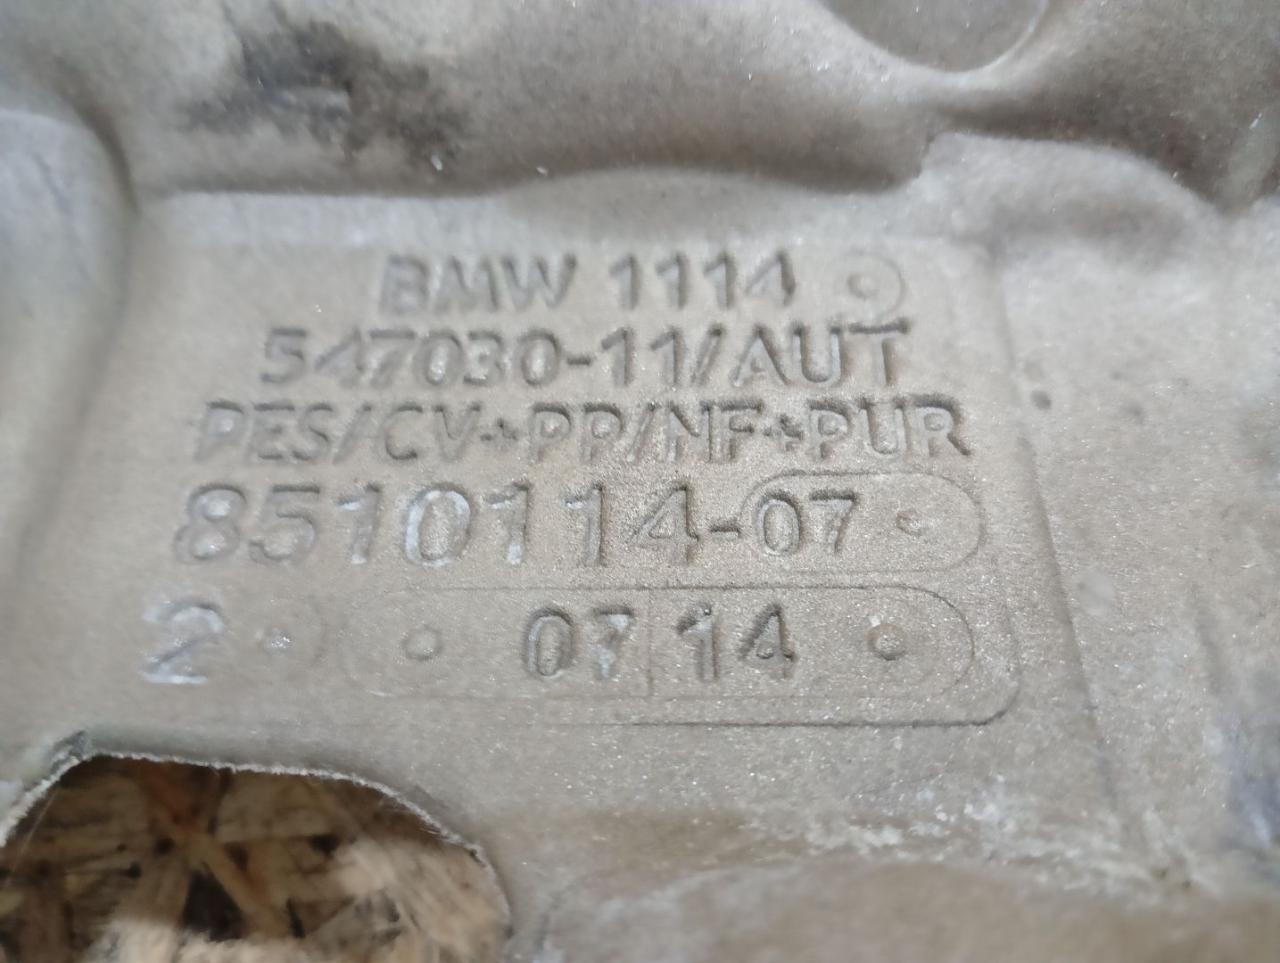 BMW 1114
547030-11/AUT
PES/CV+PP/NF+PUR
8510114-07
2 07 14